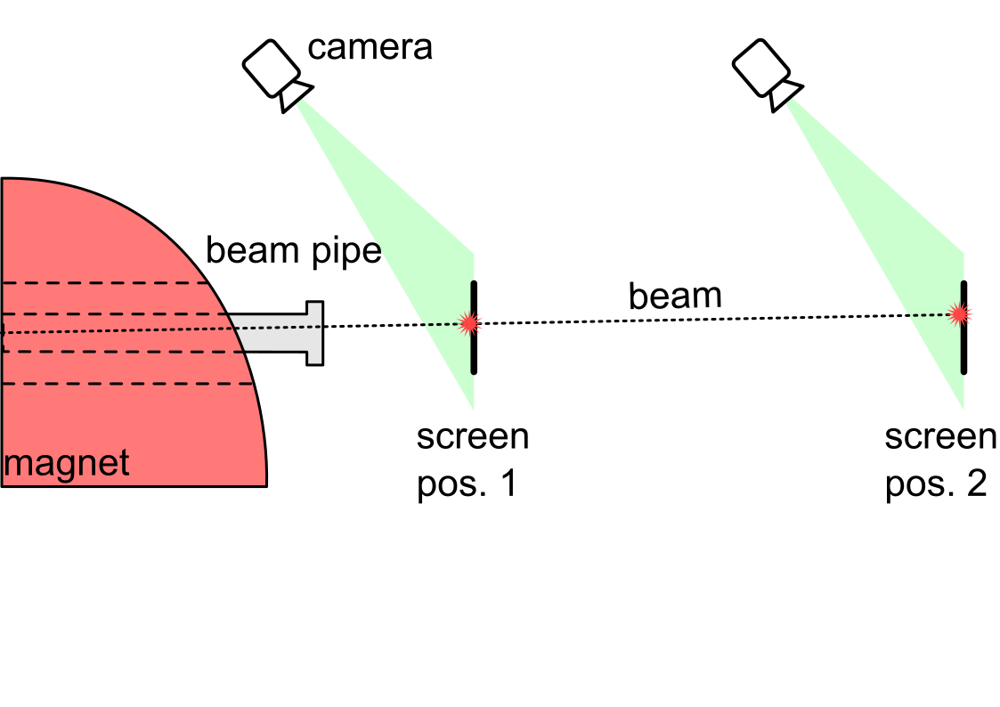 camera
beam pipe
beam
magnet
screen
pos. 1
screen
pos. 2